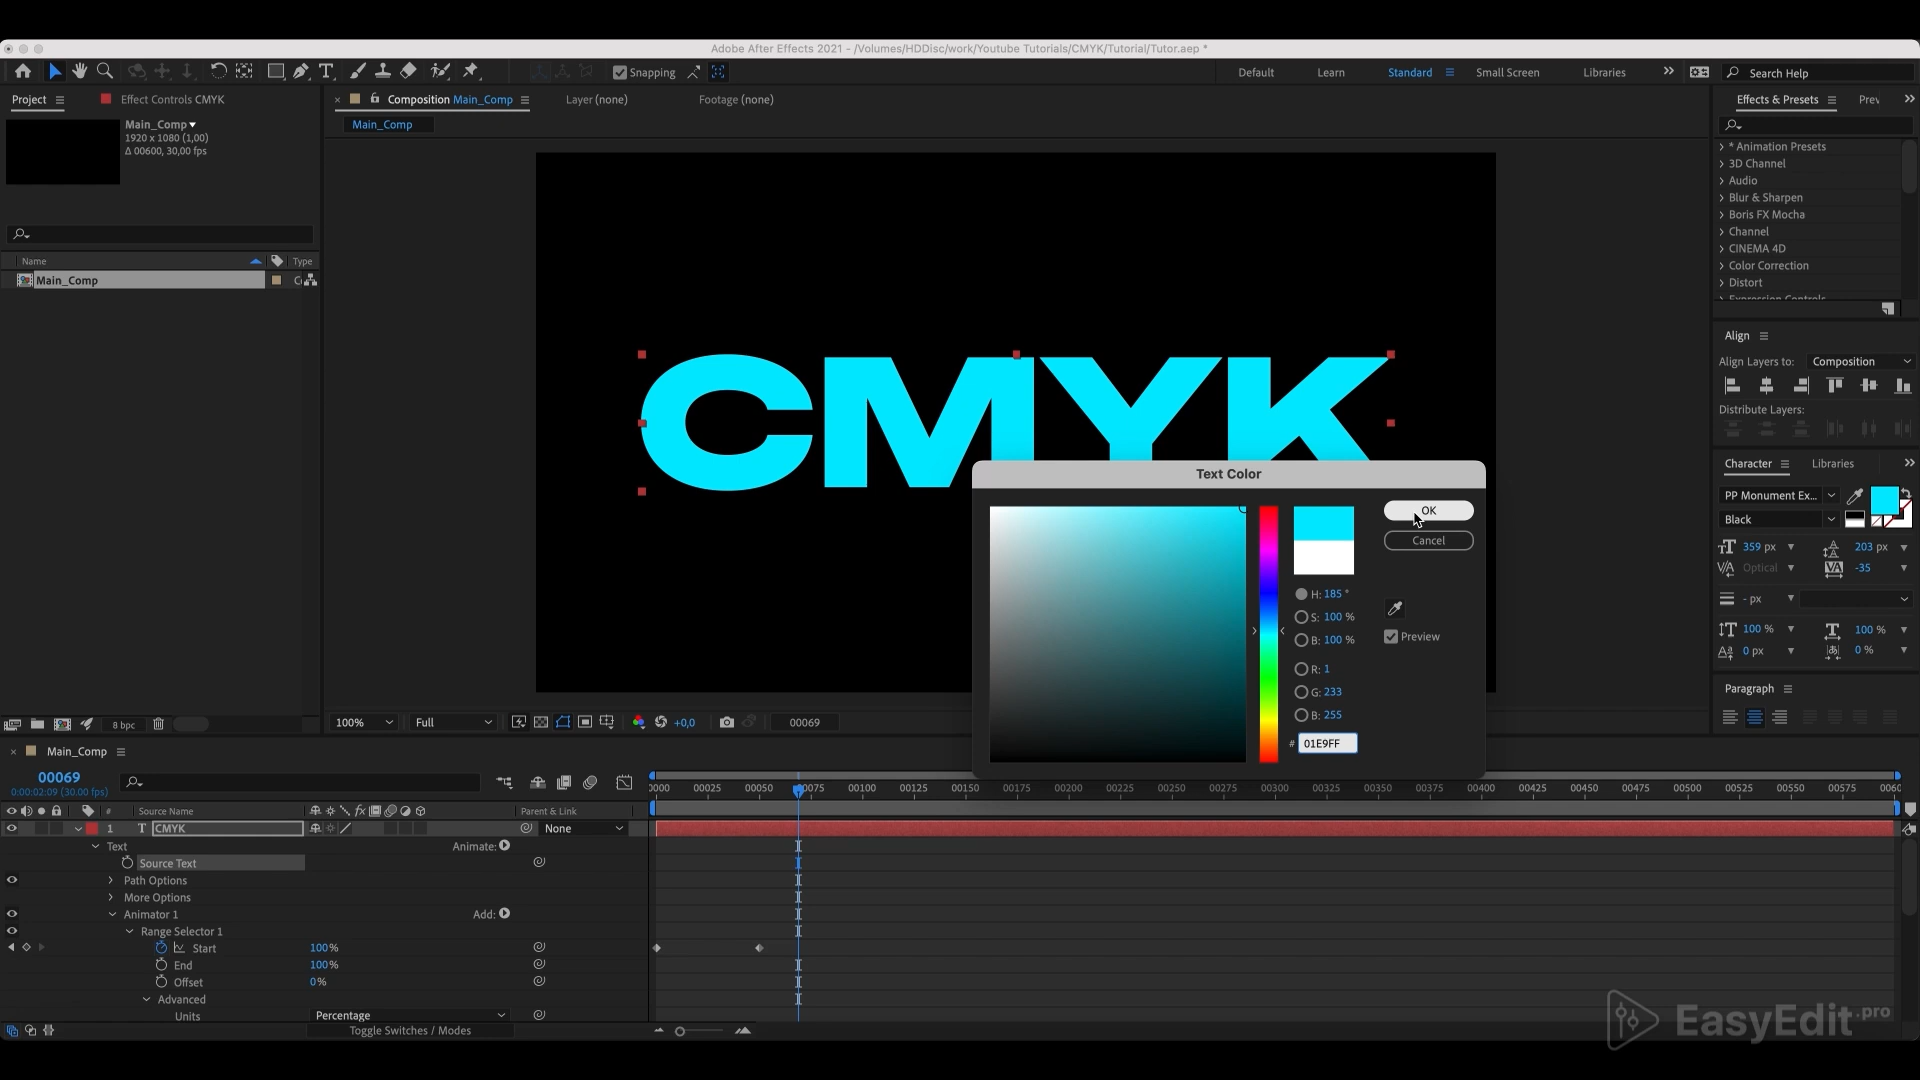 Adobe After Effects 2021 - /Volumes/HDDisc/work/Youtube Tutorials/CMYK/Tutorial/Tutor.aep *
Snapping
Default Learn Standard Small Screen Libraries Search Help
Project Effect Controls CMYK
Composition Main_Comp Layer (none) Footage (none)
Effects & Presets
Main_Comp
1920 x 1080 (1,00)
Δ 00600, 30,00 fps
Main_Comp
* Animation Presets
3D Channel
Audio
Blur & Sharpen
Boris FX Mocha
Channel
CINEMA 4D
Color Correction
Distort
Expression Controls
Name Type
Main_Comp
CMYK
Align
Align Layers to: Composition
Distribute Layers:
Character Libraries
PP Monument Ex...
Black
359 px 203 px
Optical -35
- px
100 % 100 %
0 px 0 %
Paragraph
Text Color
OK
Cancel
H: 185 °
S: 100 %
B: 100 %
Preview
R: 1
G: 233
B: 255
# 01E9FF
8 bpc
100% Full +0,0 00069
Main_Comp
00069
0:00:02:09 (30.00 fps)
0000 00025 00050 00075 00100 00125 00150 00175 00200 00225 00250 00275 00300 00325 00350 00375 00400 00425 00450 00475 00500 00525 00550 00575 0060
# Source Name Parent & Link
1 T CMYK None
Text Animate:
Source Text
Path Options
More Options
Animator 1 Add:
Range Selector 1
Start 100%
End 100%
Offset 0%
Advanced
Units Percentage
Toggle Switches / Modes
EasyEdit.pro